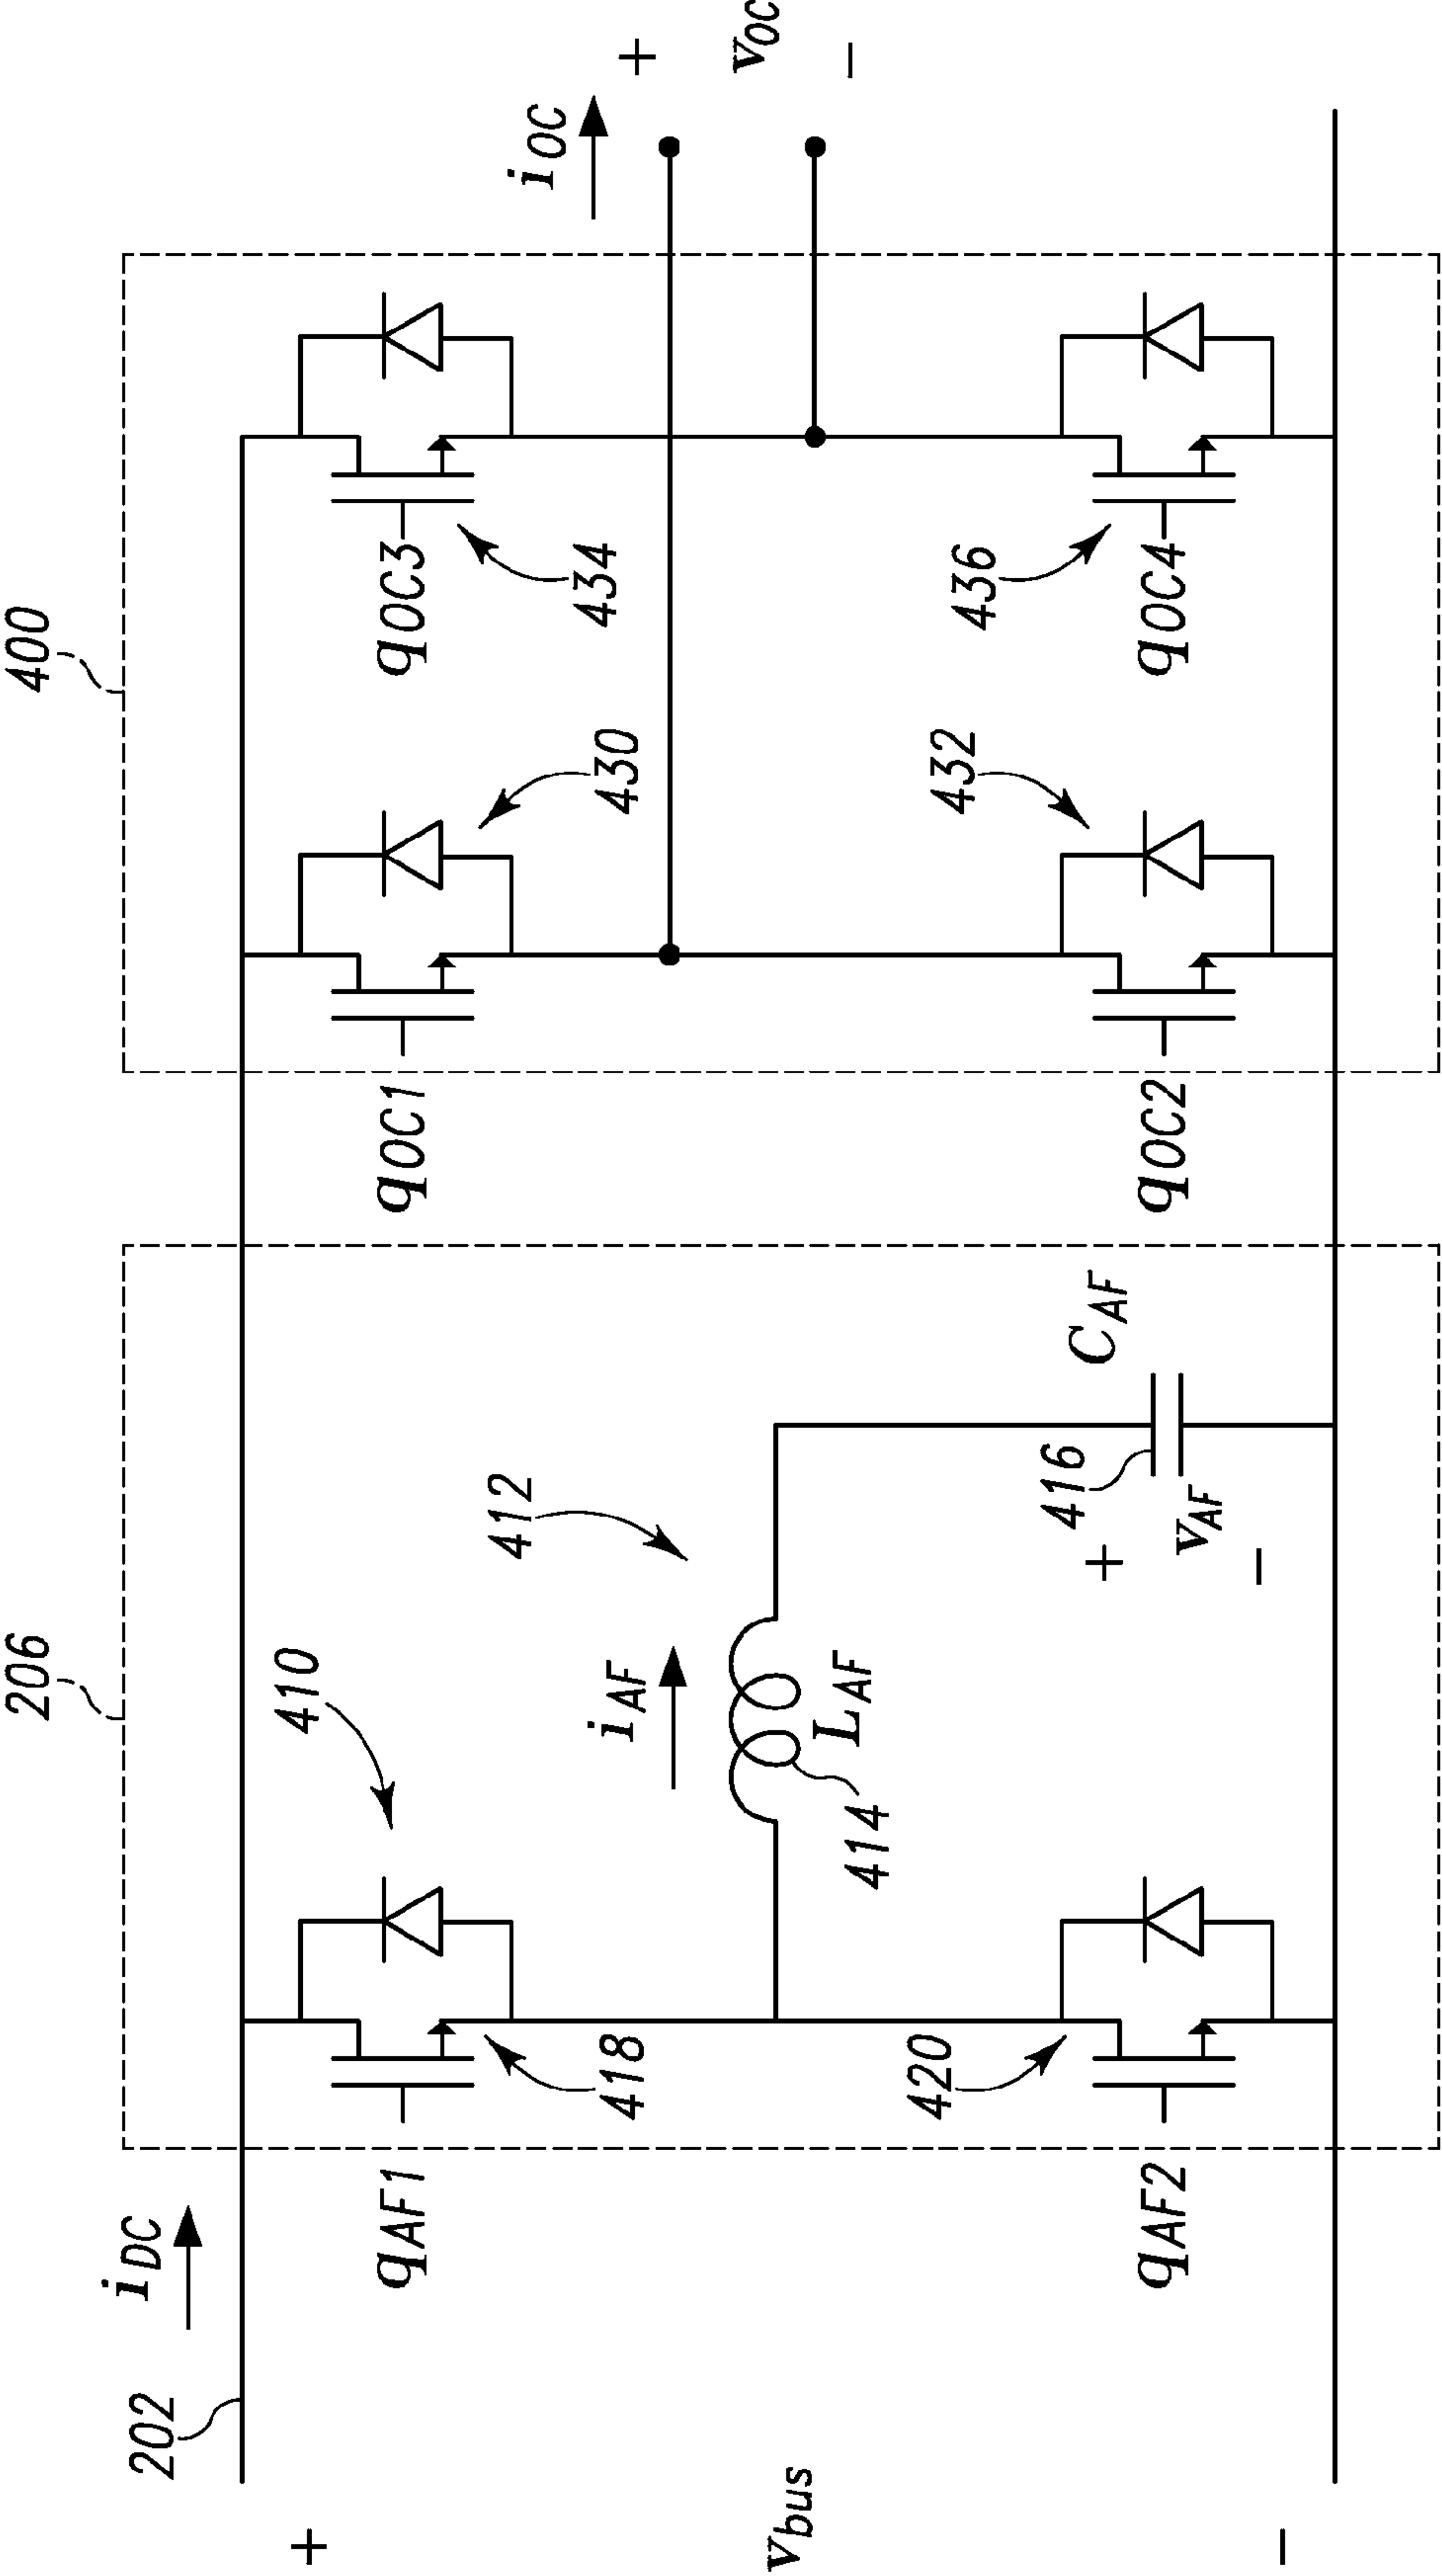 206
400
202
i_DC
410
412
i_AF
414
L_AF
416
C_AF
+
v_AF
−
418
420
q_AF1
q_AF2
q_OC1
q_OC2
430
432
q_OC3
q_OC4
434
436
i_OC
+
v_OC
−
+
v_bus
−